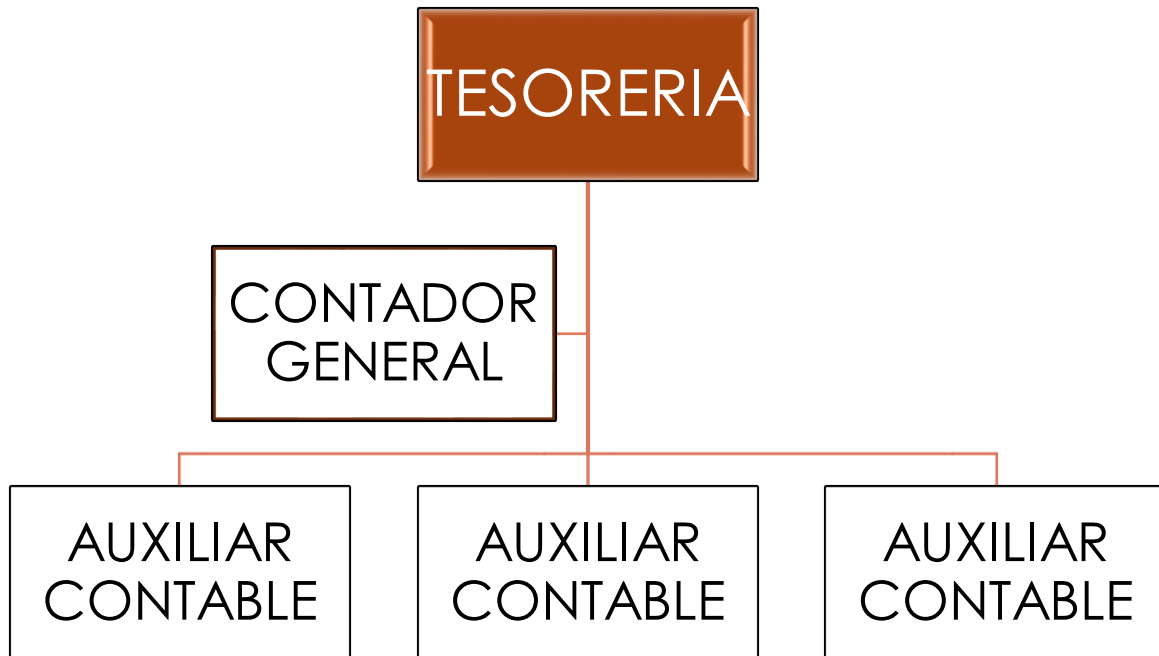 TESORERIA
CONTADOR
GENERAL
AUXILIAR
CONTABLE
AUXILIAR
CONTABLE
AUXILIAR
CONTABLE